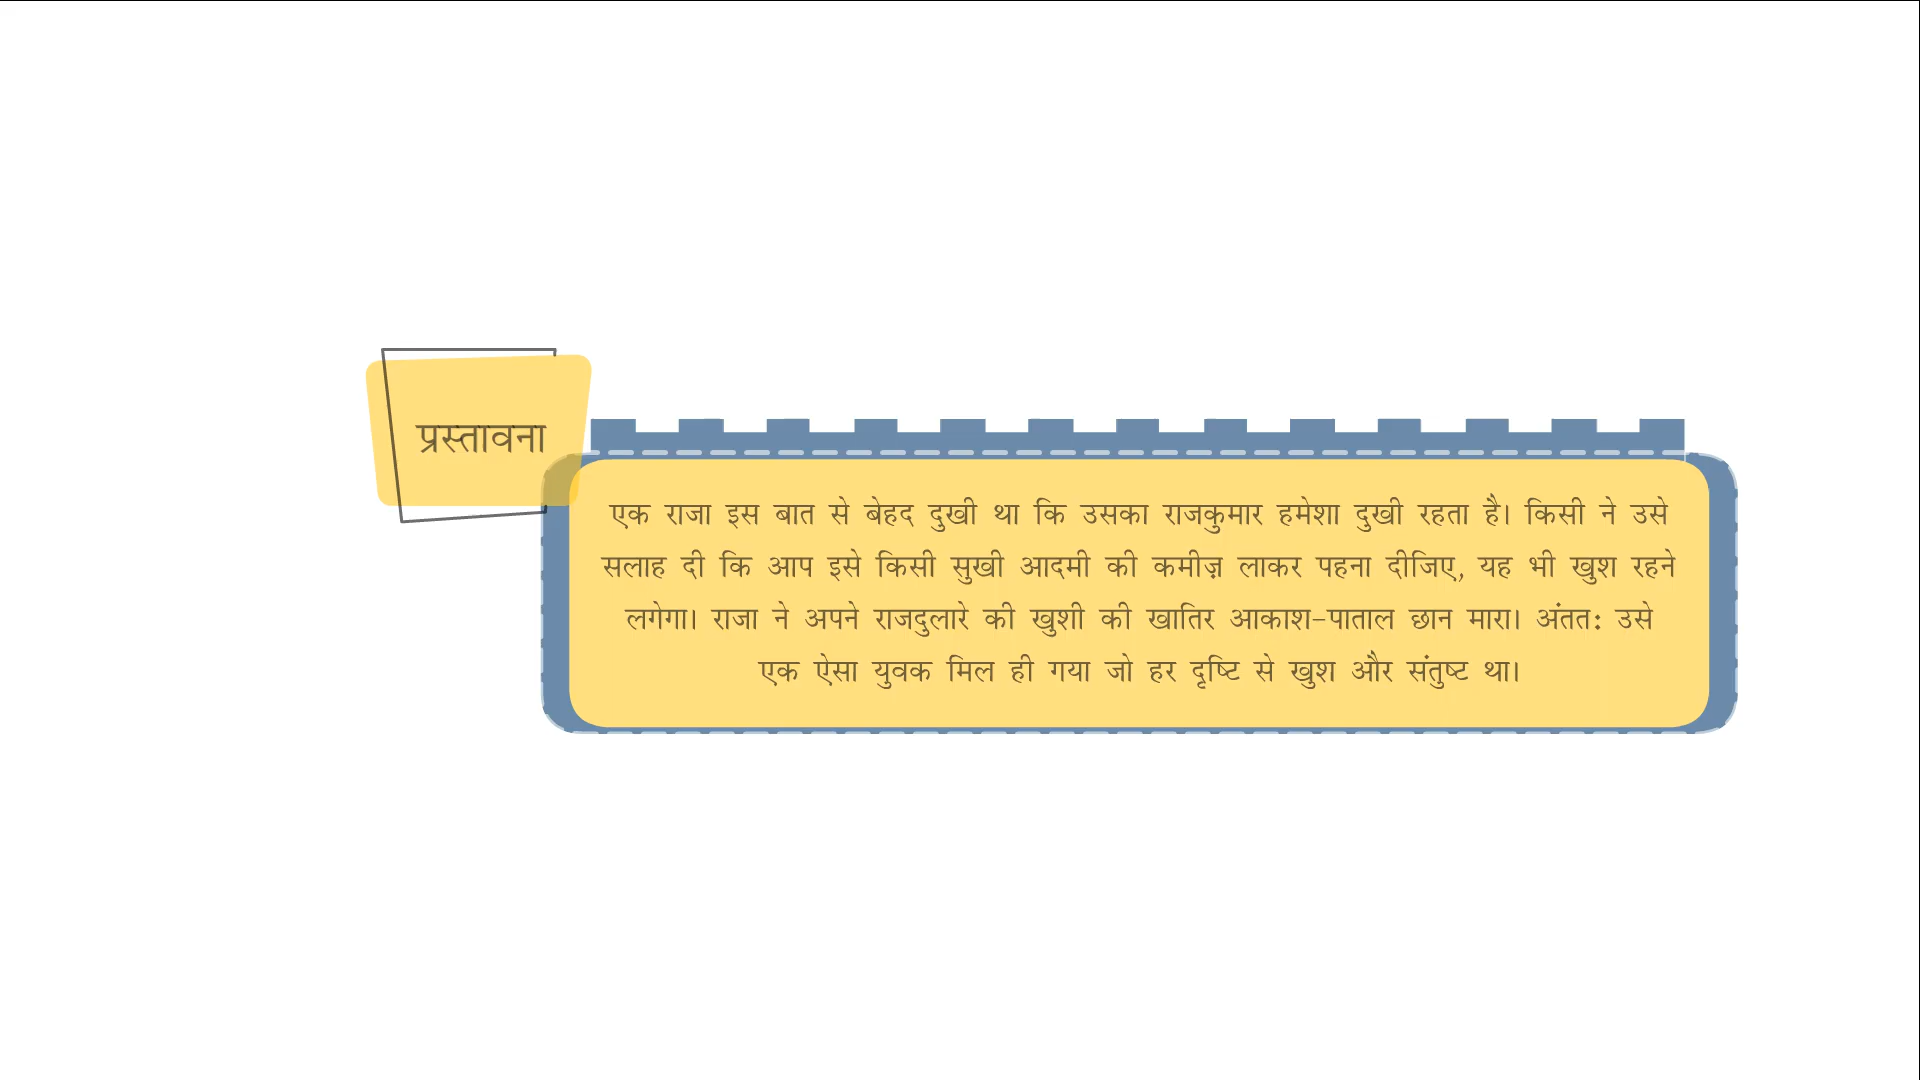 प्रस्तावना
एक राजा इस बात से बेहद दुखी था कि उसका राजकुमार हमेशा दुखी रहता है। किसी ने उसे
सलाह दी कि आप इसे किसी सुखी आदमी की कमीज़ लाकर पहना दीजिए, यह भी खुश रहने
लगेगा। राजा ने अपने राजदुलारे की खुशी की खातिर आकाश-पाताल छान मारा। अंतत: उसे
एक ऐसा युवक मिल ही गया जो हर दृष्टि से खुश और संतुष्ट था।